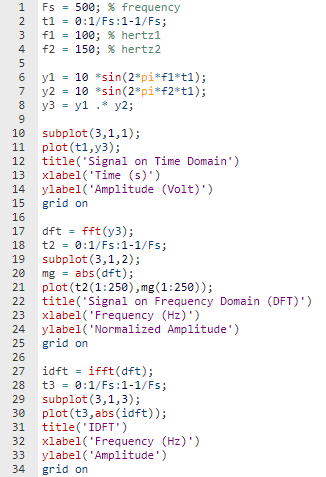 1 Fs = 500; % frequency
2 t1 = 0:1/Fs:1-1/Fs;
3 f1 = 100; % hertz1
4 f2 = 150; % hertz2
5
6 y1 = 10 *sin(2*pi*f1*t1);
7 y2 = 10 *sin(2*pi*f2*t1);
8 y3 = y1 .* y2;
9
10 subplot(3,1,1);
11 plot(t1,y3);
12 title('Signal on Time Domain')
13 xlabel('Time (s)')
14 ylabel('Amplitude (Volt)')
15 grid on
16
17 dft = fft(y3);
18 t2 = 0:1/Fs:1-1/Fs;
19 subplot(3,1,2);
20 mg = abs(dft);
21 plot(t2(1:250),mg(1:250));
22 title('Signal on Frequency Domain (DFT)')
23 xlabel('Frequency (Hz)')
24 ylabel('Normalized Amplitude')
25 grid on
26
27 idft = ifft(dft);
28 t3 = 0:1/Fs:1-1/Fs;
29 subplot(3,1,3);
30 plot(t3,abs(idft));
31 title('IDFT')
32 xlabel('Frequency (Hz)')
33 ylabel('Amplitude')
34 grid on